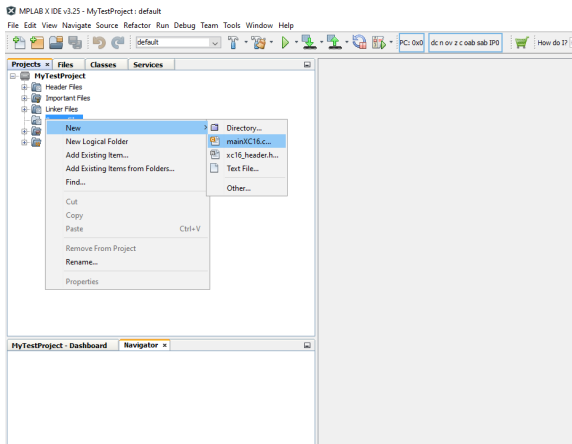 MPLAB X IDE v3.25 - MyTestProject : default
File Edit View Navigate Source Refactor Run Debug Team Tools Window Help
default
PC: 0x0
dc n ov z c oab sab IP0
How do I?
Projects × Files Classes Services
MyTestProject
Header Files
Important Files
Linker Files
New
New Logical Folder
Add Existing Item...
Add Existing Items from Folders...
Find...
Cut
Copy
Paste Ctrl+V
Remove From Project
Rename...
Properties
Directory...
mainXC16.c...
xc16_header.h...
Text File...
Other...
MyTestProject - Dashboard Navigator ×